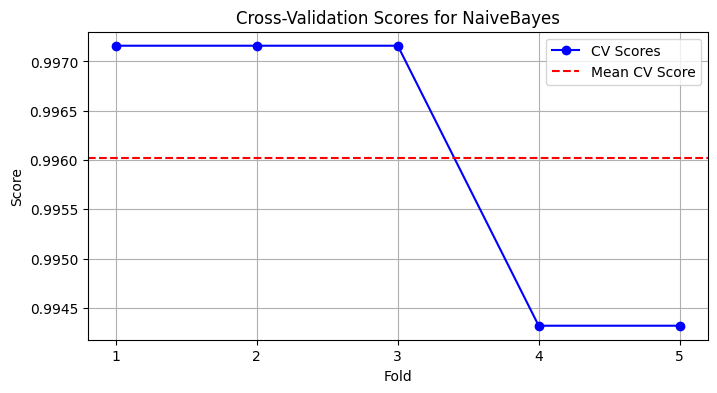 Cross-Validation Scores for NaiveBayes
CV Scores
Mean CV Score
0.9970
0.9965
0.9960
0.9955
0.9950
0.9945
Score
1 2 3 4 5
Fold